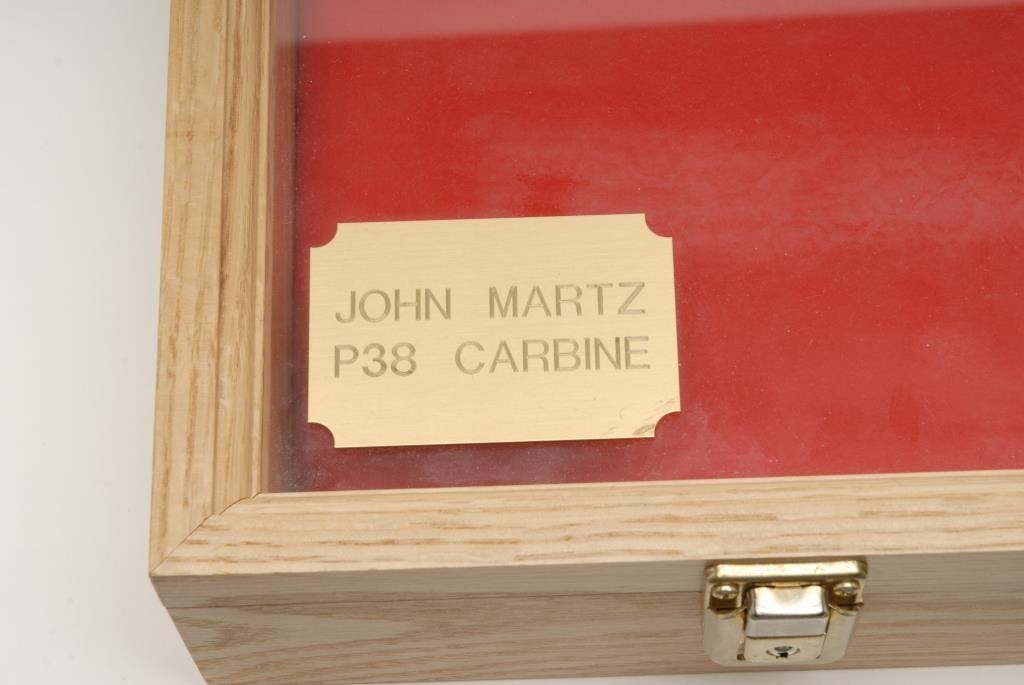 JOHN MARTZ
P38 CARBINE